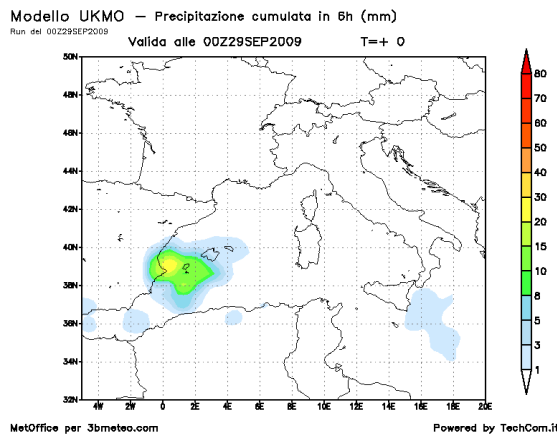 Modello UKMO — Precipitazione cumulata in 6h (mm)
Run del 00Z29SEP2009
Valida alle 00Z29SEP2009 T=+ 0
50N
48N
46N
44N
42N
40N
38N
36N
34N
32N
4W 2W 0 2E 4E 6E 8E 10E 12E 14E 16E 18E 20E
80
70
60
50
40
30
20
15
10
8
5
3
1
MetOffice per 3bmeteo.com Powered by TechCom.it